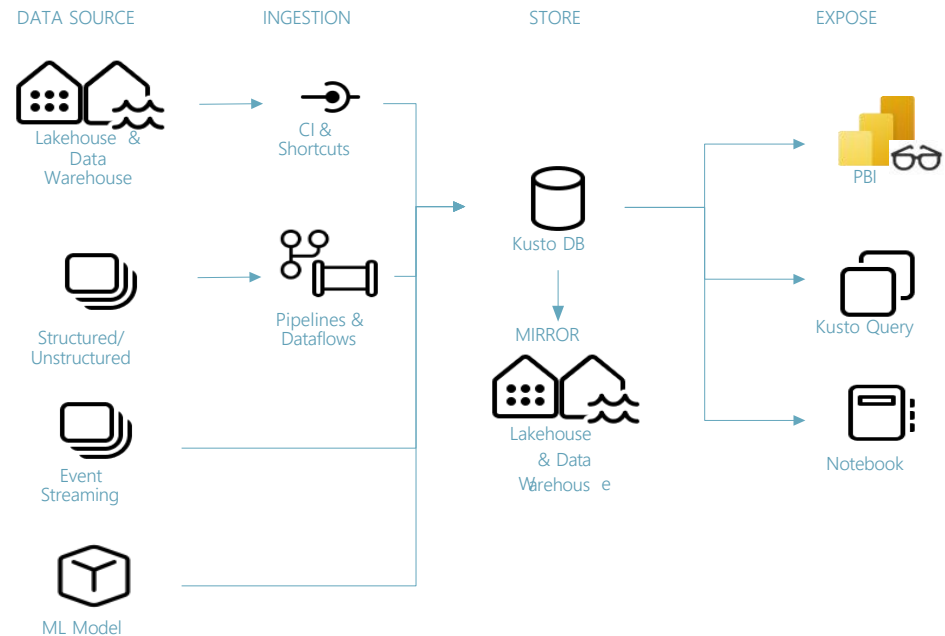 DATA SOURCE
INGESTION
STORE
EXPOSE
Lakehouse &
Data
Warehouse
CI &
Shortcuts
PBI
Kusto DB
Structured/
Unstructured
Pipelines &
Dataflows
MIRROR
Kusto Query
Lakehouse
& Data
Warehous e
Event
Streaming
Notebook
ML Model